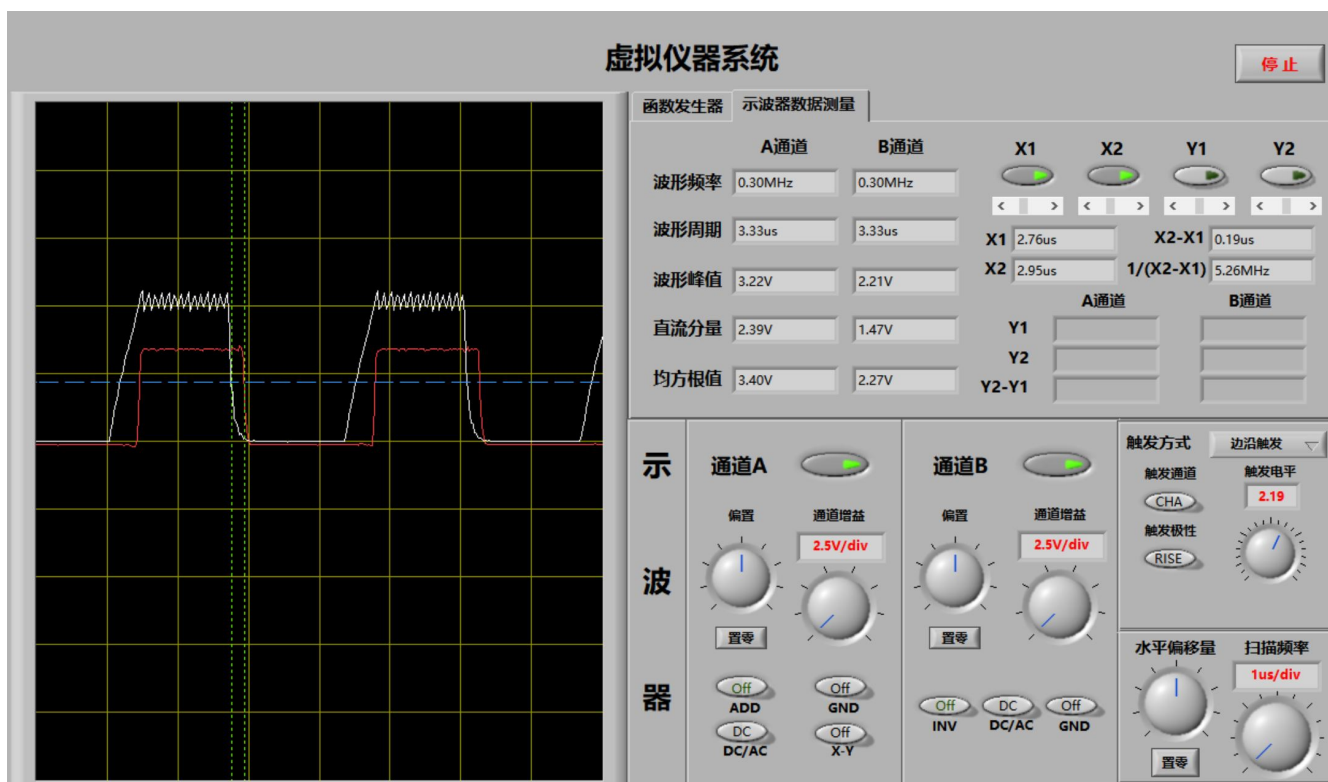 虚拟仪器系统
停止
函数发生器 示波器数据测量
A通道 B通道 X1 X2 Y1 Y2
波形频率 0.30MHz 0.30MHz
波形周期 3.33us 3.33us X1 2.76us X2-X1 0.19us
波形峰值 3.22V 2.21V X2 2.95us 1/(X2-X1) 5.26MHz
A通道 B通道
直流分量 2.39V 1.47V Y1
Y2
均方根值 3.40V 2.27V Y2-Y1
示波器
通道A
偏置 通道增益
2.5V/div
置零
Off Off
ADD GND
DC Off
DC/AC X-Y
通道B
偏置 通道增益
2.5V/div
置零
Off DC Off
INV DC/AC GND
触发方式 边沿触发
触发通道 触发电平
CHA 2.19
触发极性
RISE
水平偏移量 扫描频率
1us/div
置零